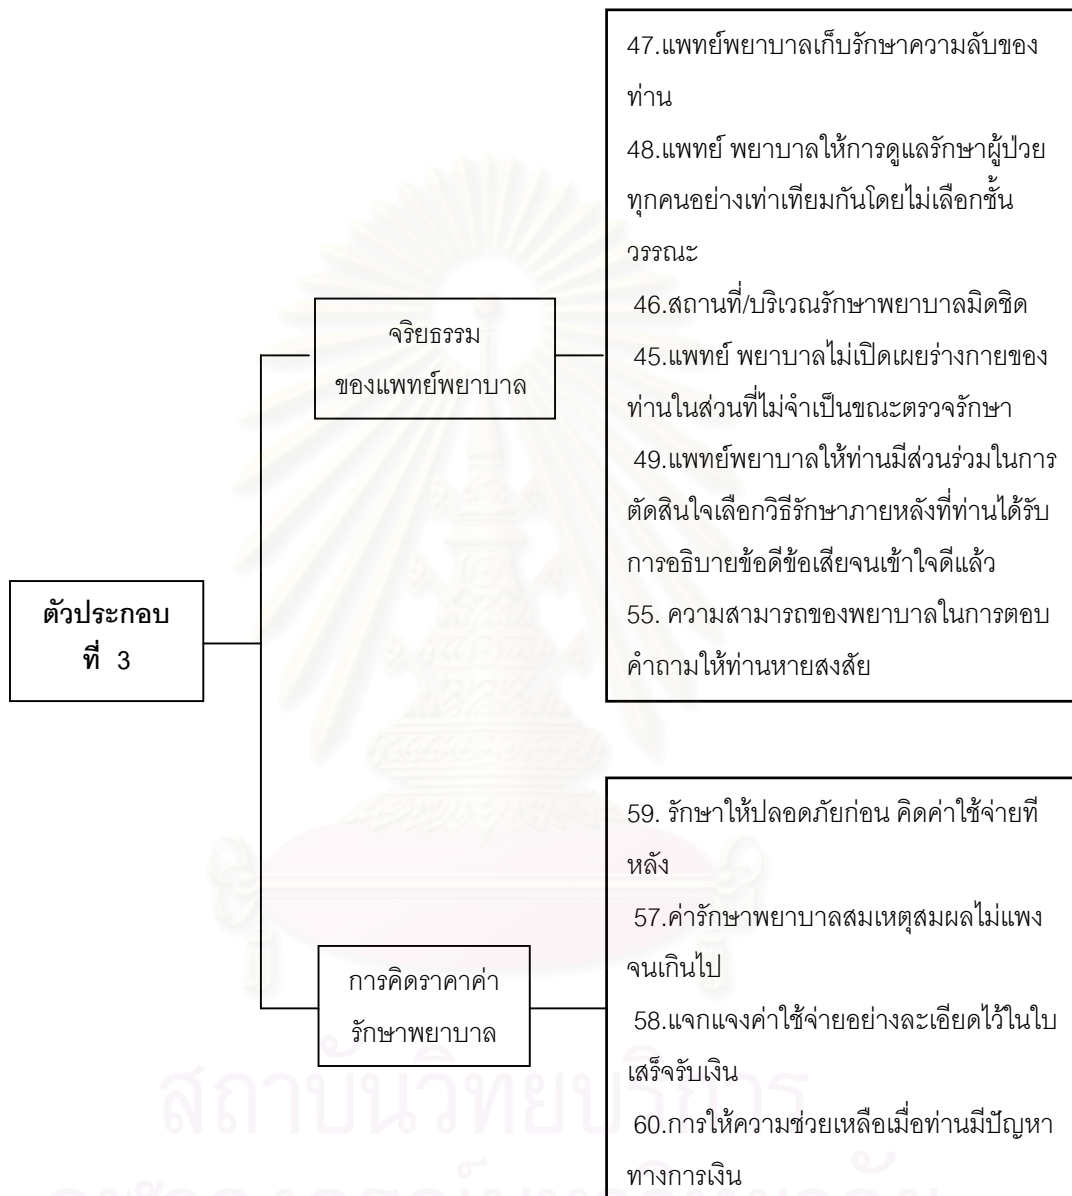 47.แพทย์พยาบาลเก็บรักษาความลับของ
ท่าน
48.แพทย์ พยาบาลให้การดูแลรักษาผู้ป่วย
ทุกคนอย่างเท่าเทียมกันโดยไม่เลือกชั้น
วรรณะ
46.สถานที่/บริเวณรักษาพยาบาลมิดชิด
45.แพทย์ พยาบาลไม่เปิดเผยร่างกายของ
ท่านในส่วนที่ไม่จำเป็นขณะตรวจรักษา
49.แพทย์พยาบาลให้ท่านมีส่วนร่วมในการ
ตัดสินใจเลือกวิธีรักษาภายหลังที่ท่านได้รับ
การอธิบายข้อดีข้อเสียจนเข้าใจดีแล้ว
55. ความสามารถของพยาบาลในการตอบ
คำถามให้ท่านหายสงสัย
จริยธรรม
ของแพทย์พยาบาล
ตัวประกอบ
ที่ 3
59. รักษาให้ปลอดภัยก่อน คิดค่าใช้จ่ายที
หลัง
57.ค่ารักษาพยาบาลสมเหตุสมผลไม่แพง
จนเกินไป
58.แจกแจงค่าใช้จ่ายอย่างละเอียดไว้ในใบ
เสร็จรับเงิน
60.การให้ความช่วยเหลือเมื่อท่านมีปัญหา
ทางการเงิน
การคิดราคาค่า
รักษาพยาบาล
สถาบันวิทยบริการ